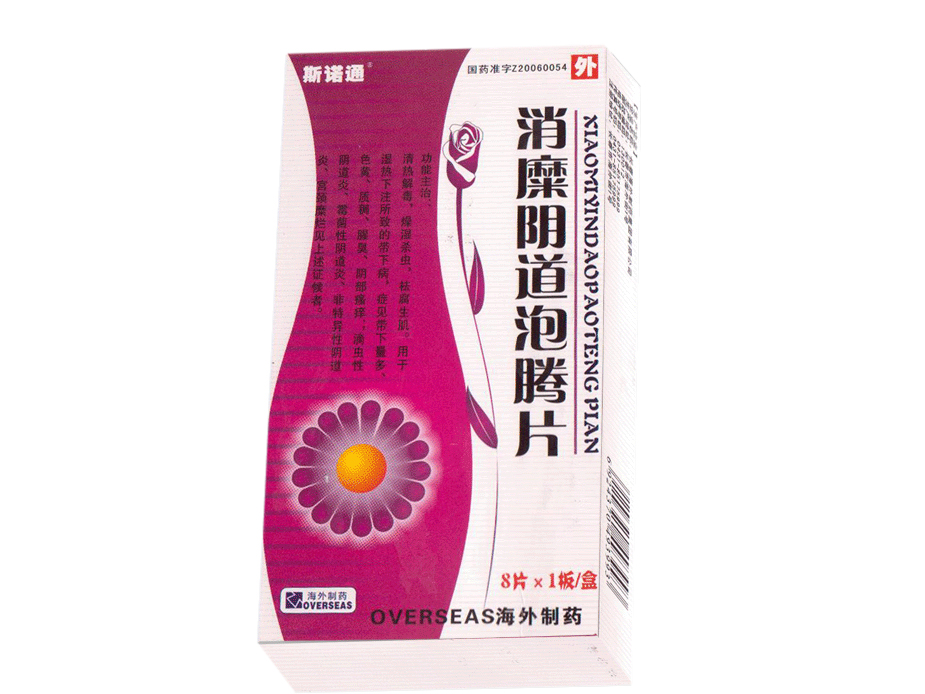 斯诺通®
国药准字Z20060054
外
消糜阴道泡腾片
XIAOMIYINDAOPAOTENG PIAN
功能主治:
清热解毒、燥湿杀虫,祛腐生肌。用于
湿热下注所致的带下病,症见带下量多、
色黄、质稠、腥臭、阴部瘙痒;滴虫性
阴道炎、霉菌性阴道炎、非特异性阴道
炎、宫颈糜烂见上述证候者。
8片×1板/盒
海外制药
OVERSEAS
OVERSEAS海外制药